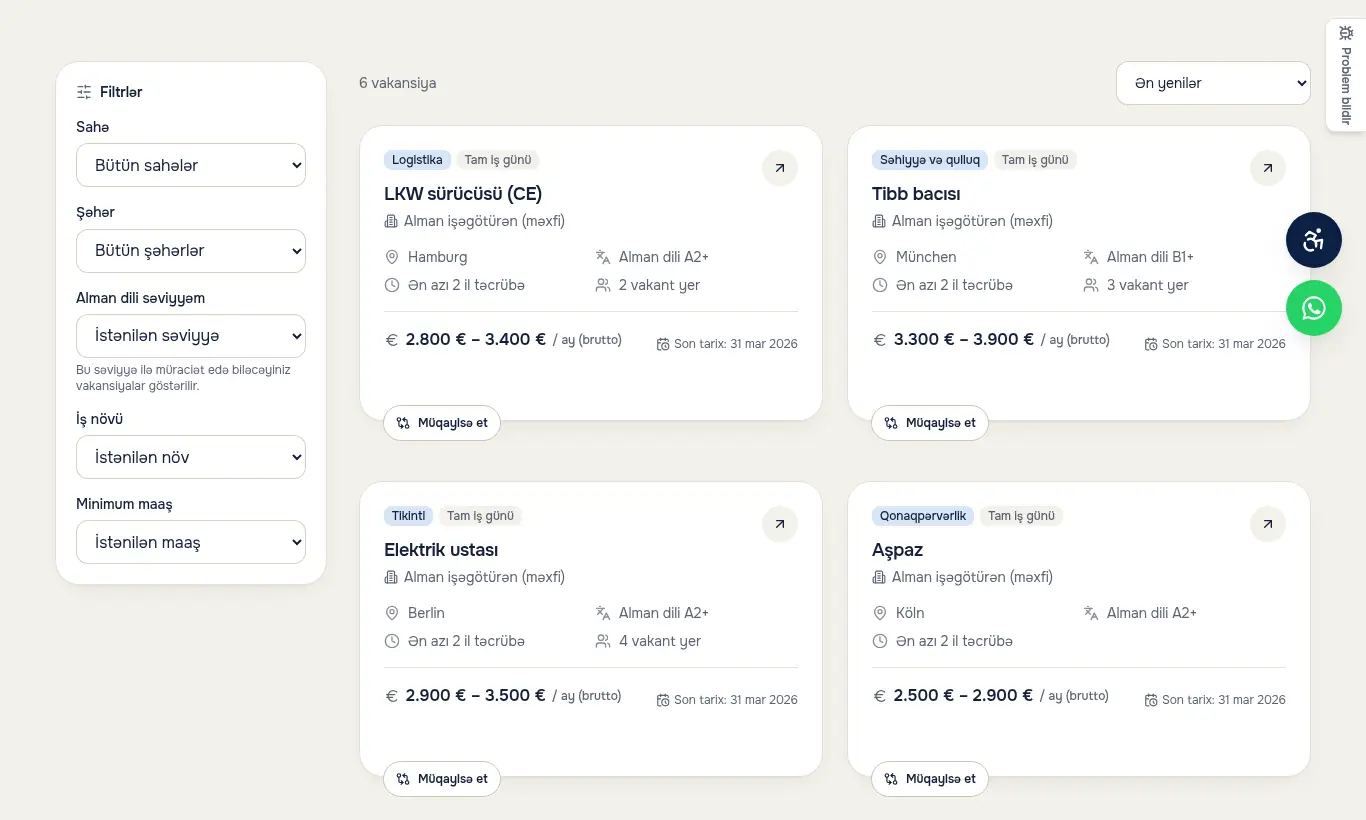 Filtrlər
Sahə
Bütün sahələr
Şəhər
Bütün şəhərlər
Alman dili səviyyəm
İstənilən səviyyə
Bu səviyyə ilə müraciət edə biləcəyiniz
vakansiyalar göstərilir.
İş növü
İstənilən növ
Minimum maaş
İstənilən maaş
6 vakansiya
Ən yenilər
Logistika
Tam iş günü
LKW sürücüsü (CE)
Alman işəgötürən (məxfi)
Hamburg
Alman dili A2+
Ən azı 2 il təcrübə
2 vakant yer
€ 2.800 € – 3.400 € / ay (brutto)
Son tarix: 31 mar 2026
Müqayisə et
Səhiyyə və qulluq
Tam iş günü
Tibb bacısı
Alman işəgötürən (məxfi)
München
Alman dili B1+
Ən azı 2 il təcrübə
3 vakant yer
€ 3.300 € – 3.900 € / ay (brutto)
Son tarix: 31 mar 2026
Müqayisə et
Tikinti
Tam iş günü
Elektrik ustası
Alman işəgötürən (məxfi)
Berlin
Alman dili A2+
Ən azı 2 il təcrübə
4 vakant yer
€ 2.900 € – 3.500 € / ay (brutto)
Son tarix: 31 mar 2026
Müqayisə et
Qonaqpərvərlik
Tam iş günü
Aşpaz
Alman işəgötürən (məxfi)
Köln
Alman dili A2+
Ən azı 2 il təcrübə
€ 2.500 € – 2.900 € / ay (brutto)
Son tarix: 31 mar 2026
Müqayisə et
Problem bildir